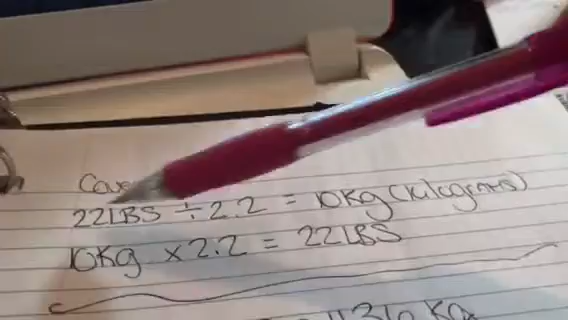 22LBS ÷ 2.2 = 10Kg (Kilograms)
10Kg x 2.2 = 22LBS